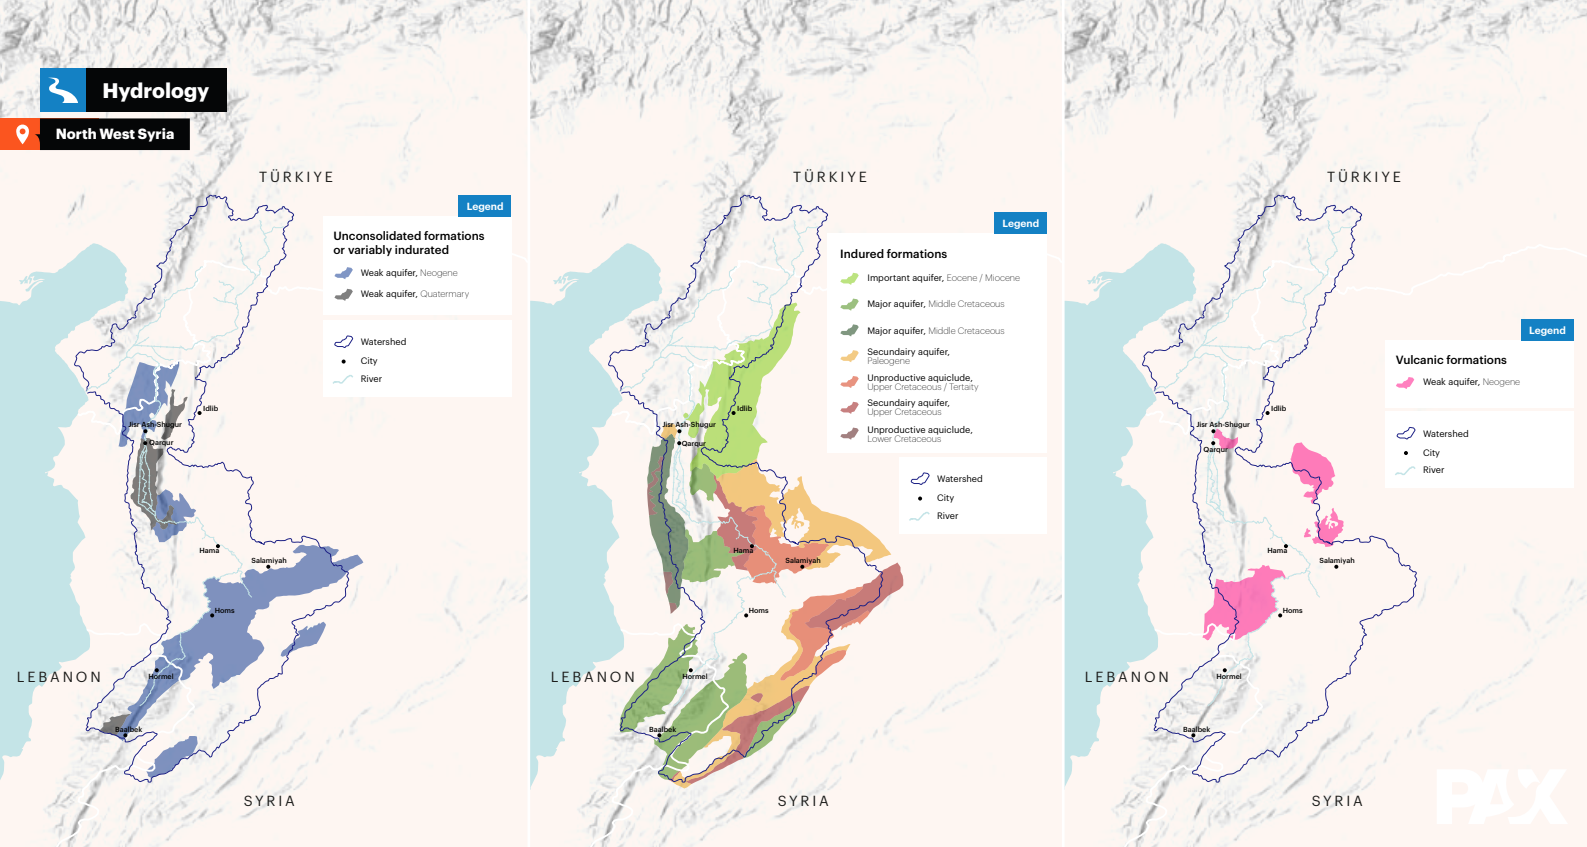 Hydrology
North West Syria
TÜRKIYE
Legend
Unconsolidated formations
or variably indurated
Weak aquifer, Neogene
Weak aquifer, Quatermary
Watershed
City
River
Idlib
Jisr Ash-Shugur
Qarqur
Hama
Salamiyah
Homs
LEBANON
Hormel
Baalbek
SYRIA
TÜRKIYE
Legend
Indured formations
Important aquifer, Eocene / Miocene
Major aquifer, Middle Cretaceous
Major aquifer, Middle Cretaceous
Secundairy aquifer,
Paleogene
Unproductive aquiclude,
Upper Cretaceous / Tertaity
Secundairy aquifer,
Upper Cretaceous
Unproductive aquiclude,
Lower Cretaceous
Watershed
City
River
Idlib
Jisr Ash-Shugur
Qarqur
Hama
Salamiyah
Homs
LEBANON
Hormel
Baalbek
SYRIA
TÜRKIYE
Legend
Vulcanic formations
Weak aquifer, Neogene
Watershed
City
River
Idlib
Jisr Ash-Shugur
Qarqur
Hama
Salamiyah
Homs
LEBANON
Hormel
Baalbek
SYRIA
PAX